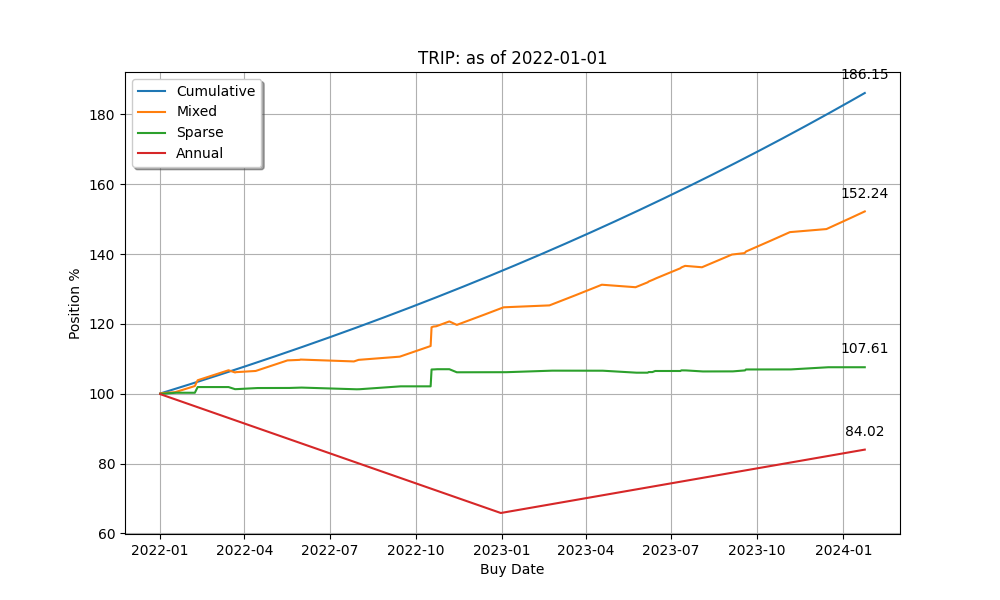 TRIP: as of 2022-01-01
186.15
Cumulative
Mixed
Sparse
Annual
180
160
140
120
100
80
60
152.24
107.61
84.02
Position %
2022-01
2022-04
2022-07
2022-10
2023-01
2023-04
2023-07
2023-10
2024-01
Buy Date